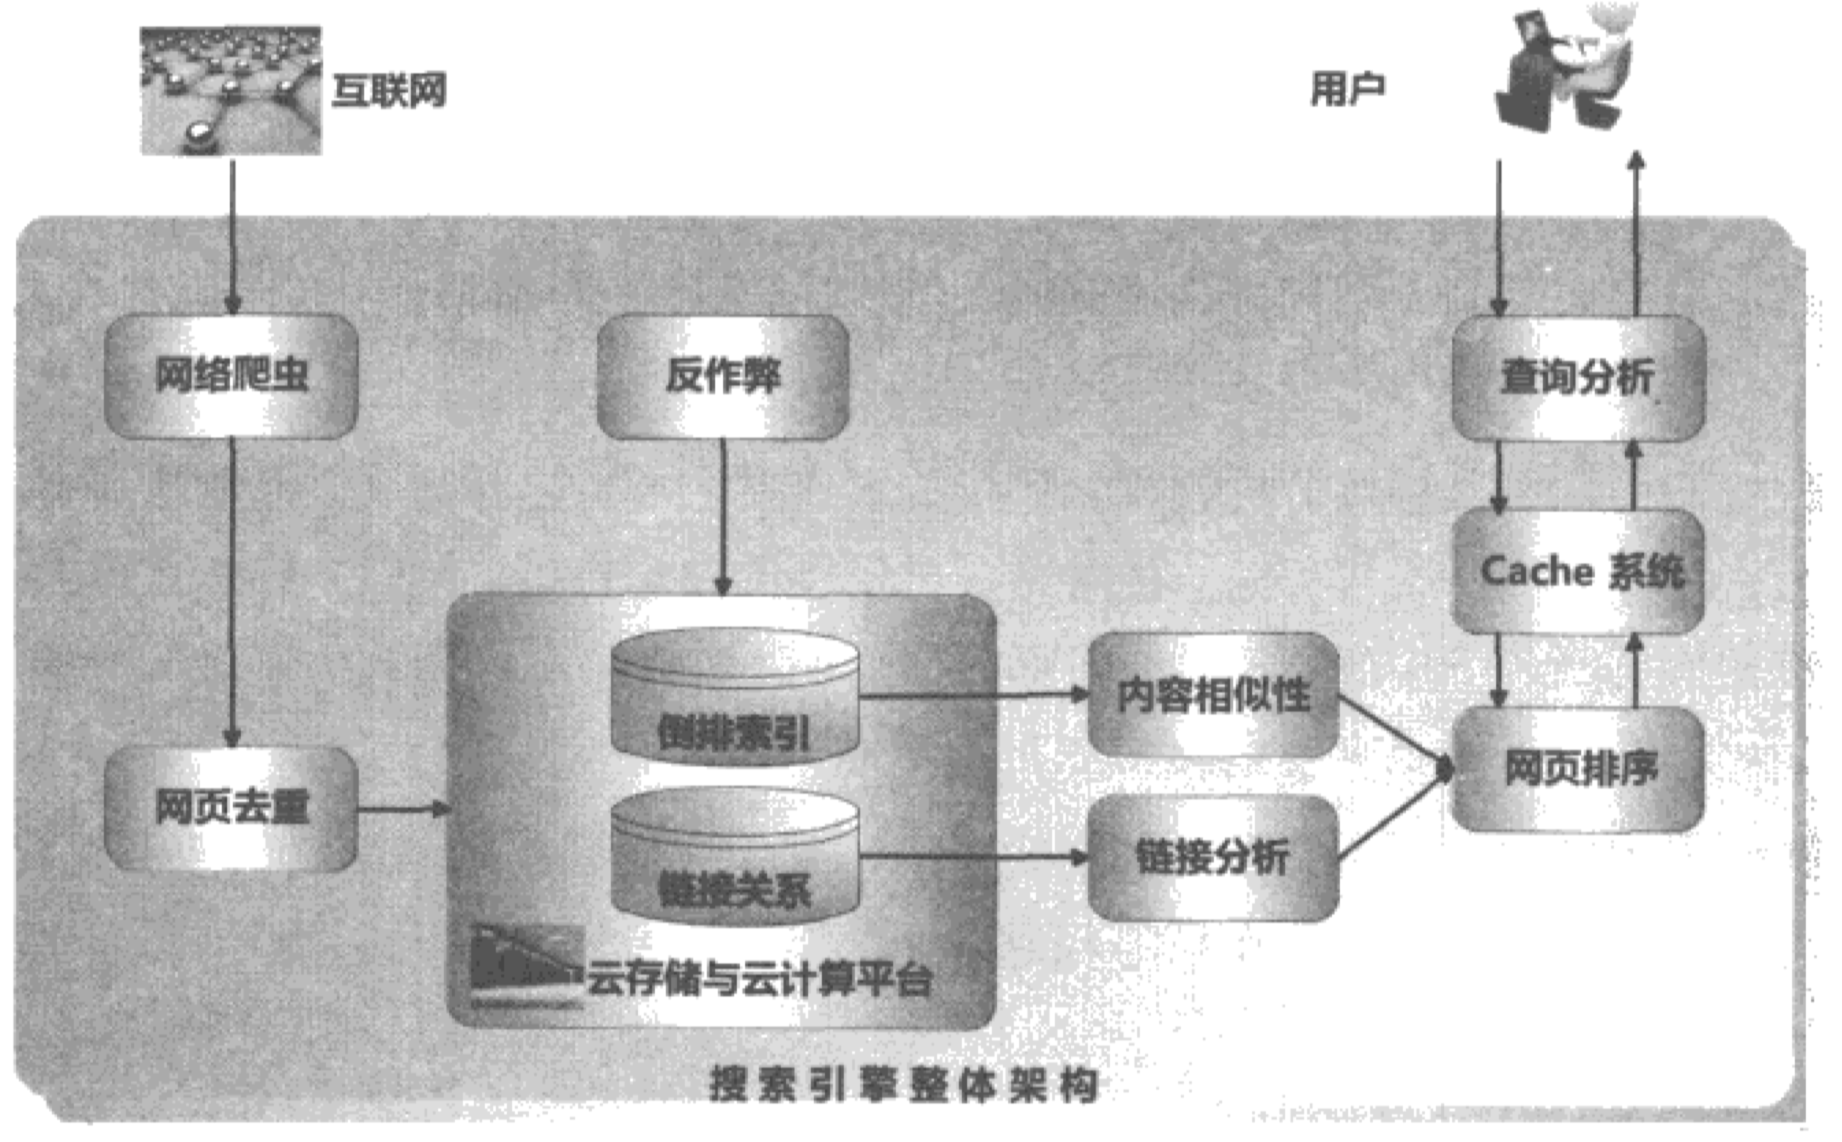 互联网
用户
网络爬虫
反作弊
查询分析
Cache 系统
倒排索引
内容相似性
网页排序
网页去重
链接关系
链接分析
云存储与云计算平台
搜索引擎整体架构